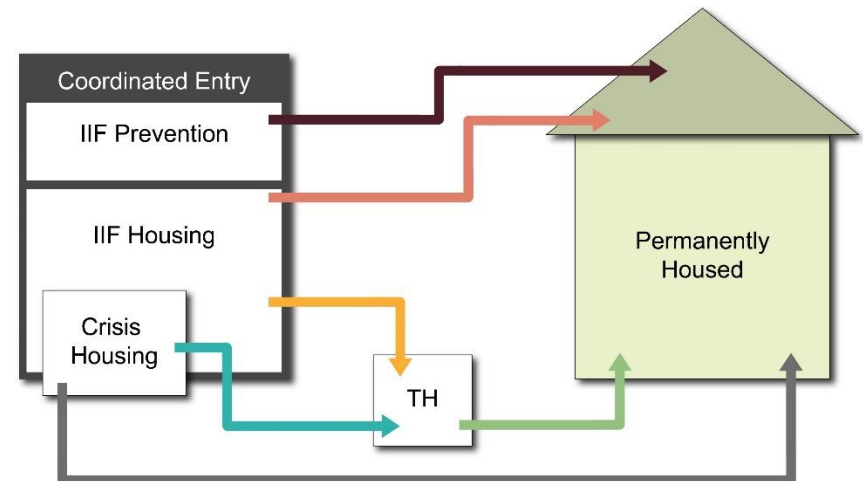 Coordinated Entry
IIF Prevention
IIF Housing
Crisis
Housing
TH
Permanently
Housed